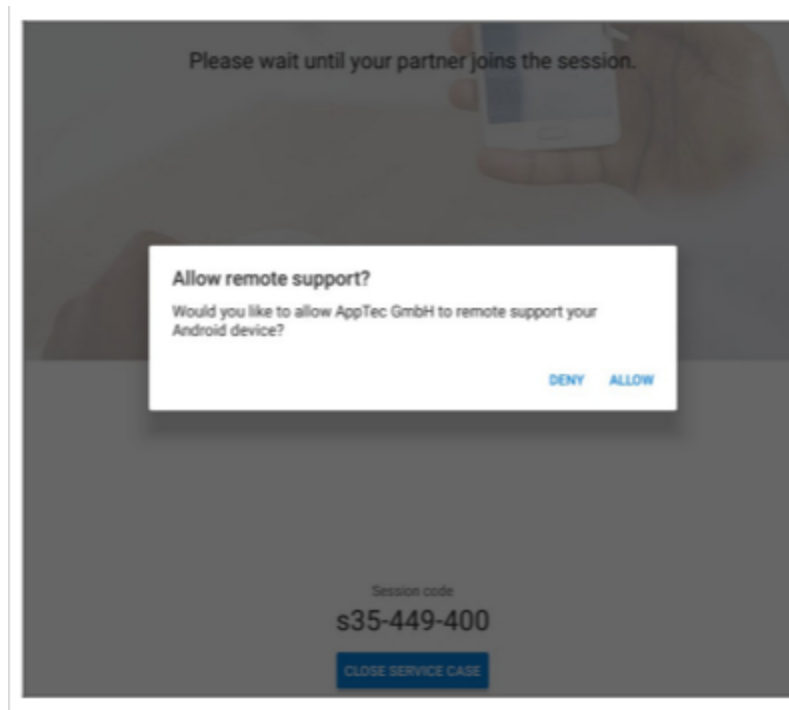 Please wait until your partner joins the session.
Allow remote support?
Would you like to allow AppTec GmbH to remote support your
Android device?
DENY ALLOW
Session code
s35-449-400
CLOSE SERVICE CASE